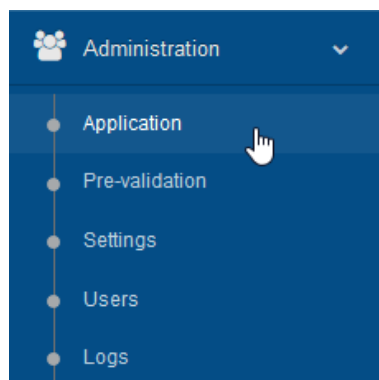 Administration
Application
Pre-validation
Settings
Users
Logs